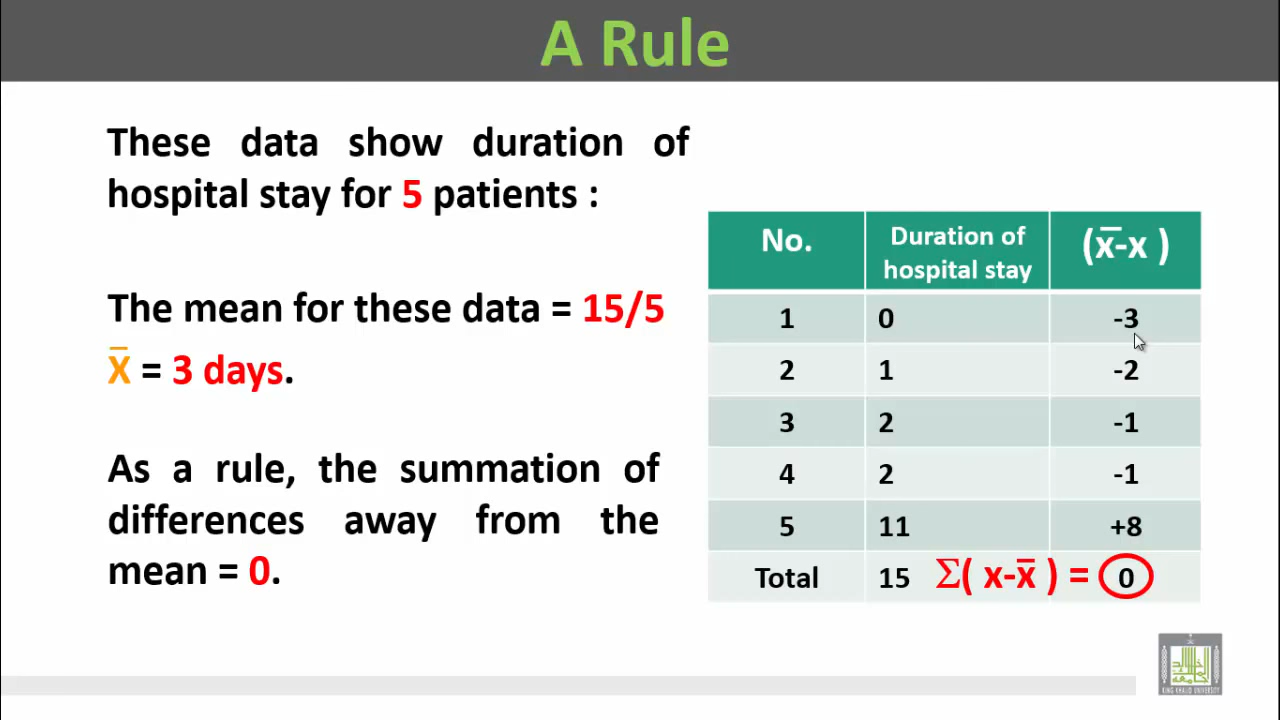 A Rule
These data show duration of
hospital stay for 5 patients :
The mean for these data = 15/5
X̄ = 3 days.
As a rule, the summation of
differences away from the
mean = 0.
No. Duration of hospital stay (x̄-x )
1 0 -3
2 1 -2
3 2 -1
4 2 -1
5 11 +8
Total 15 Σ( x-x̄ ) = 0
KING KHALID UNIVERSITY